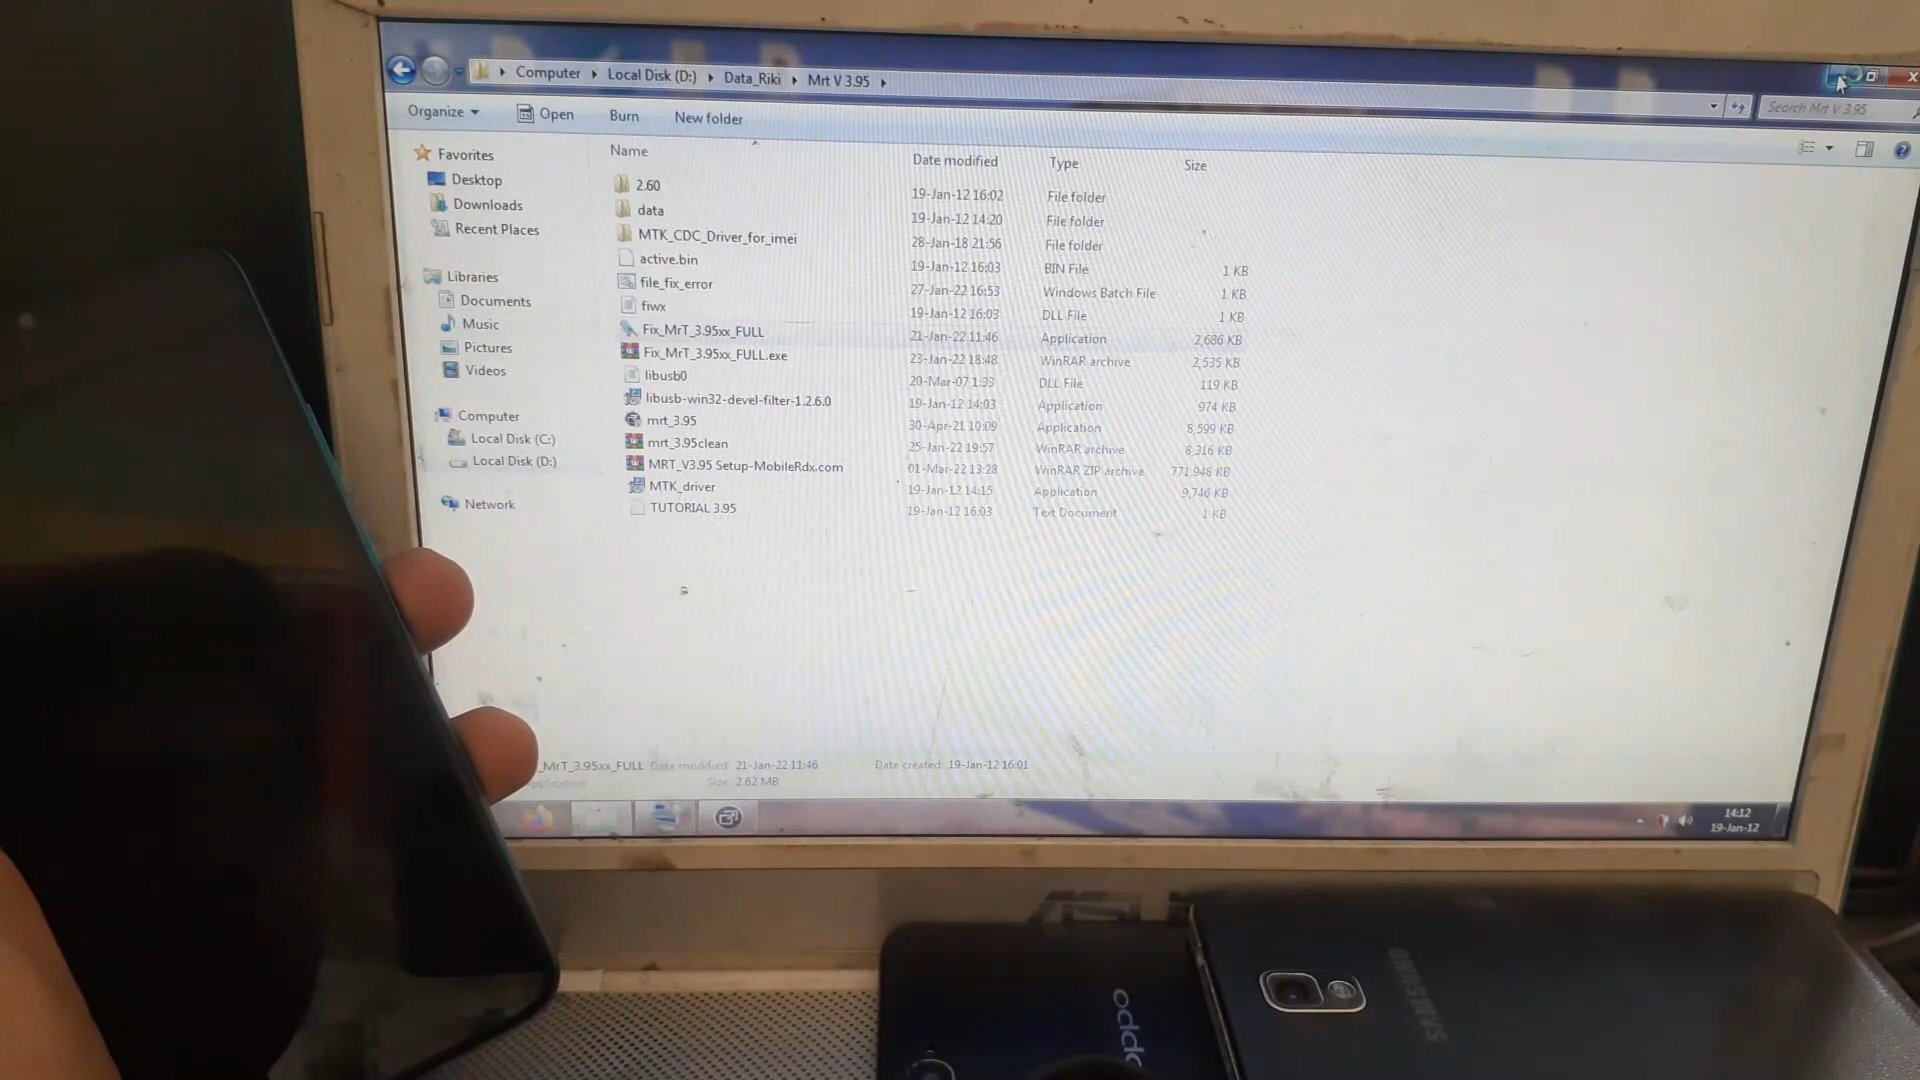 Computer Local Disk (D:) Data_Riki Mrt V 3.95
Search Mrt V 3.95
Organize Open Burn New folder
Name Date modified Type Size
Favorites
Desktop
Downloads
Recent Places
Libraries
Documents
Music
Pictures
Videos
Computer
Local Disk (C:)
Local Disk (D:)
Network
2.60 19-Jan-12 16:02 File folder
data 19-Jan-12 14:20 File folder
MTK_CDC_Driver_for_imei 28-Jan-18 21:56 File folder
active.bin 19-Jan-12 16:03 BIN File 1 KB
file_fix_error 27-Jan-22 16:53 Windows Batch File 1 KB
fiwx 19-Jan-12 16:03 DLL File 1 KB
Fix_MrT_3.95xx_FULL 21-Jan-22 11:46 Application 2,686 KB
Fix_MrT_3.95xx_FULL.exe 23-Jan-22 18:48 WinRAR archive 2,535 KB
libusb0 20-Mar-07 1:33 DLL File 119 KB
libusb-win32-devel-filter-1.2.6.0 19-Jan-12 14:03 Application 974 KB
mrt_3.95 30-Apr-21 10:09 Application 8,599 KB
mrt_3.95clean 25-Jan-22 19:57 WinRAR archive 8,316 KB
MRT_V3.95 Setup-MobileRdx.com 01-Mar-22 13:28 WinRAR ZIP archive 771,948 KB
MTK_driver 19-Jan-12 14:15 Application 9,746 KB
TUTORIAL 3.95 19-Jan-12 16:03 Text Document 1 KB
_MrT_3.95xx_FULL Date modified: 21-Jan-22 11:46 Date created: 19-Jan-12 16:01
Application Size: 2.62 MB
14:12
19-Jan-12
oppo
SAMSUNG